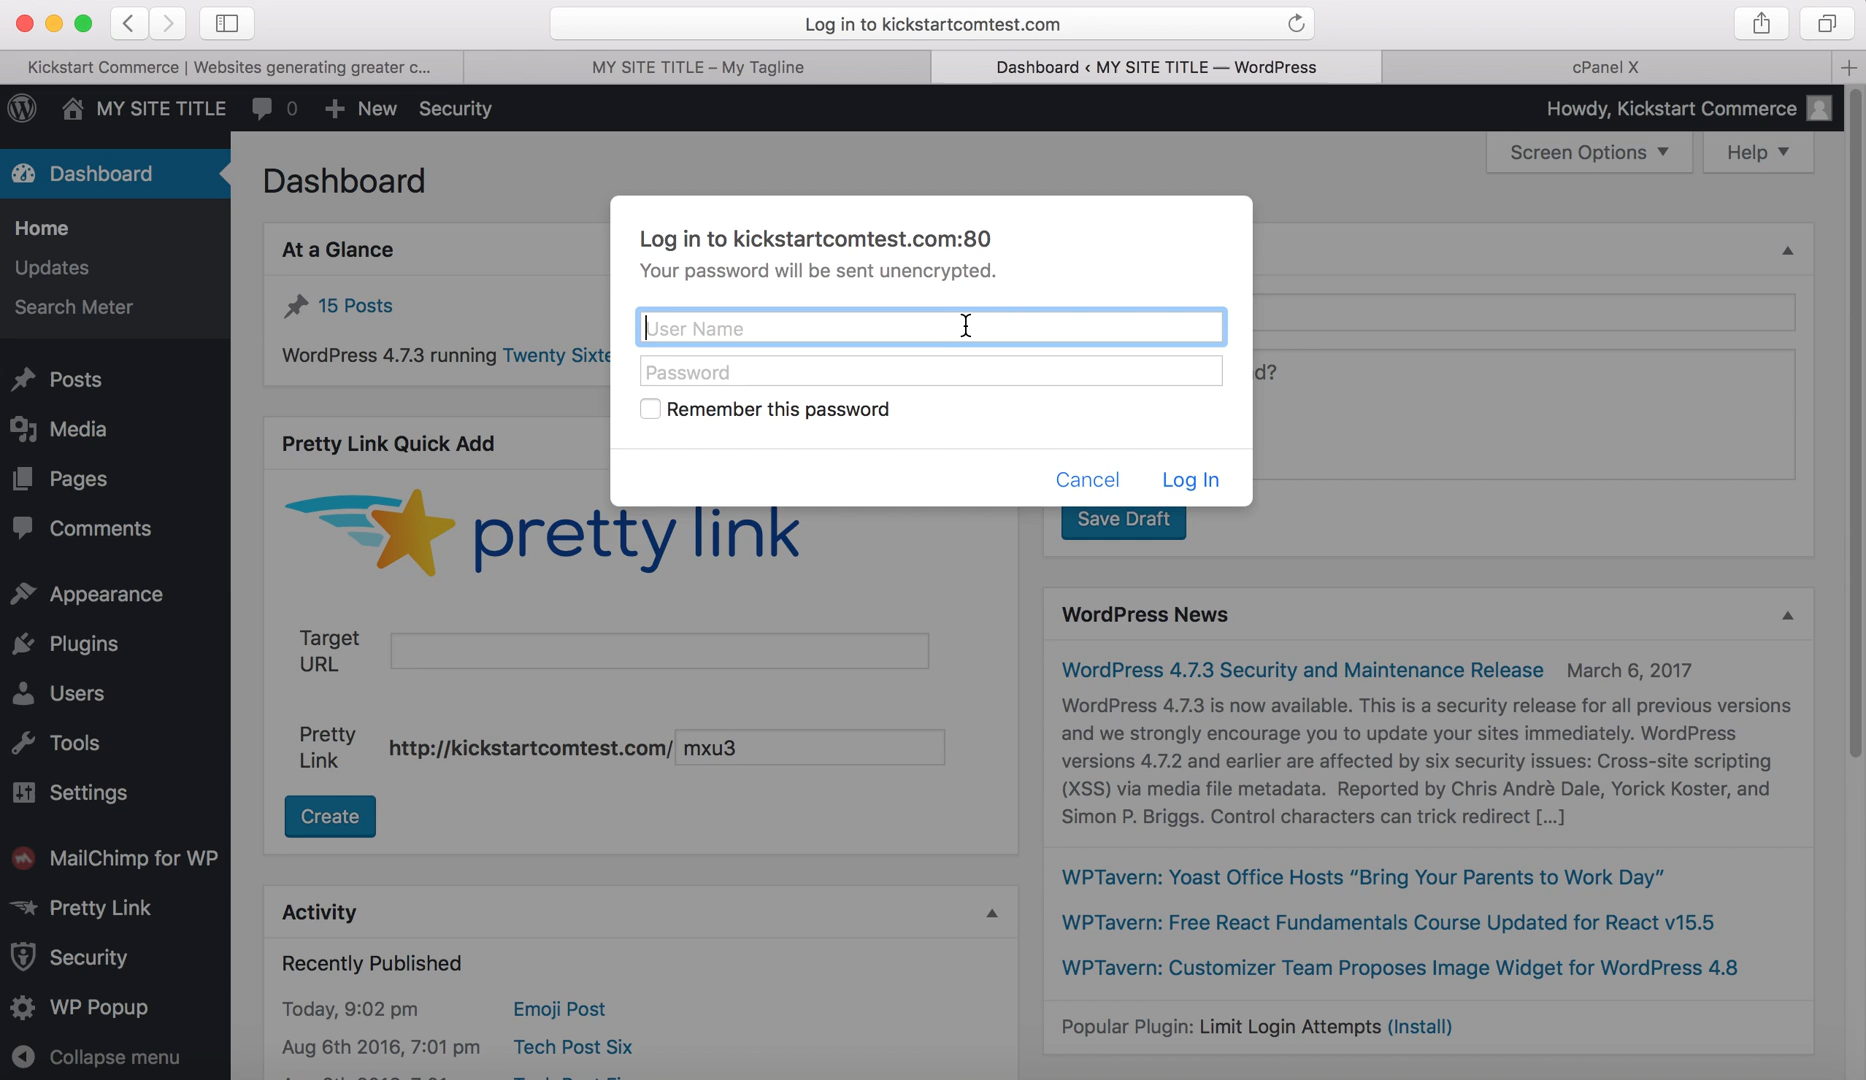 Log in to kickstartcomtest.com
Kickstart Commerce | Websites generating greater c...
MY SITE TITLE – My Tagline
Dashboard ‹ MY SITE TITLE — WordPress
cPanel X
MY SITE TITLE
0
New
Security
Howdy, Kickstart Commerce
Screen Options
Help
Dashboard
Home
Updates
Search Meter
Posts
Media
Pages
Comments
Appearance
Plugins
Users
Tools
Settings
MailChimp for WP
Pretty Link
Security
WP Popup
Collapse menu
Dashboard
At a Glance
15 Posts
WordPress 4.7.3 running Twenty Sixte
Log in to kickstartcomtest.com:80
Your password will be sent unencrypted.
User Name
Password
Remember this password
Cancel
Log In
d?
Save Draft
Pretty Link Quick Add
pretty link
Target
URL
Pretty
Link
http://kickstartcomtest.com/
mxu3
Create
Activity
Recently Published
Today, 9:02 pm
Emoji Post
Aug 6th 2016, 7:01 pm
Tech Post Six
WordPress News
WordPress 4.7.3 Security and Maintenance Release March 6, 2017
WordPress 4.7.3 is now available. This is a security release for all previous versions
and we strongly encourage you to update your sites immediately. WordPress
versions 4.7.2 and earlier are affected by six security issues: Cross-site scripting
(XSS) via media file metadata. Reported by Chris Andrè Dale, Yorick Koster, and
Simon P. Briggs. Control characters can trick redirect [...]
WPTavern: Yoast Office Hosts “Bring Your Parents to Work Day”
WPTavern: Free React Fundamentals Course Updated for React v15.5
WPTavern: Customizer Team Proposes Image Widget for WordPress 4.8
Popular Plugin: Limit Login Attempts (Install)